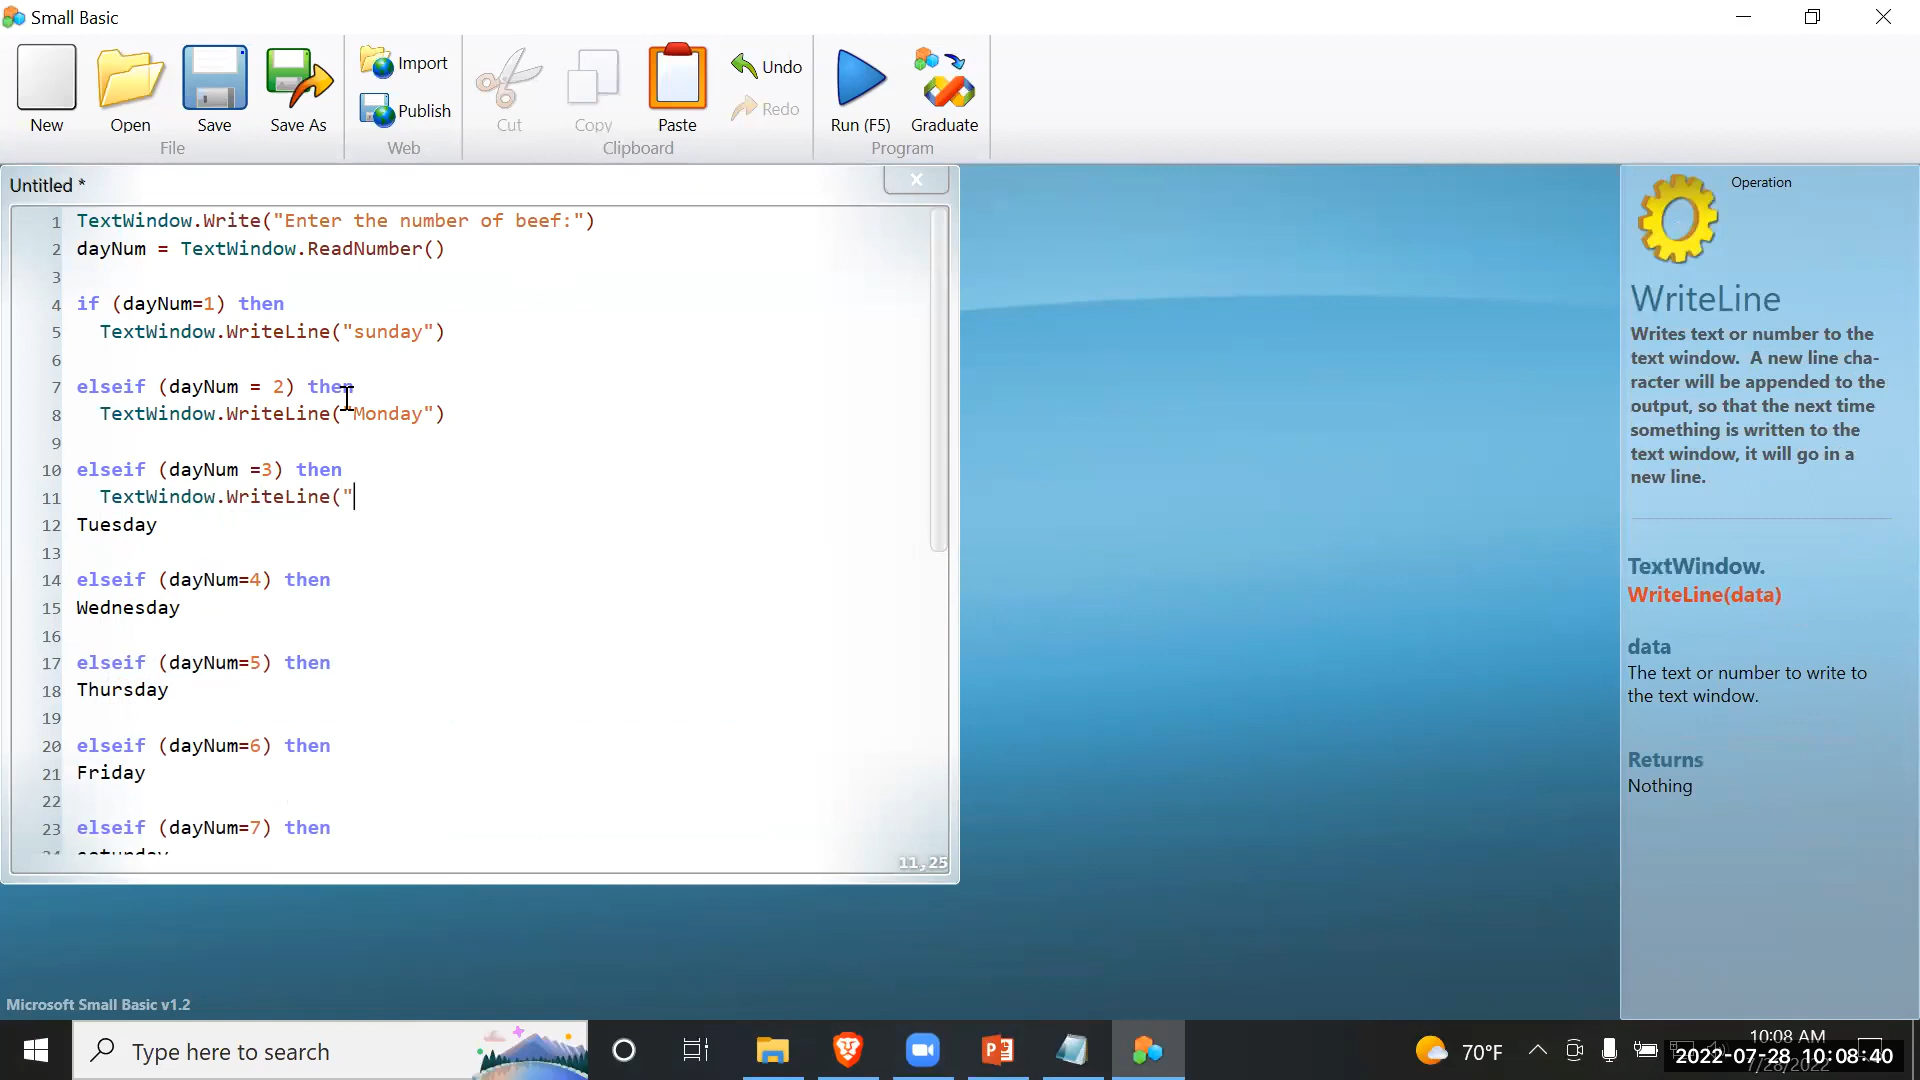 Small Basic
New
Open
Save
Save As
File
Import
Publish
Web
Cut
Copy
Paste
Undo
Redo
Clipboard
Run (F5)
Graduate
Program
Untitled *
1 TextWindow.Write("Enter the number of beef:")
2 dayNum = TextWindow.ReadNumber()
3
4 if (dayNum=1) then
5 TextWindow.WriteLine("sunday")
6
7 elseif (dayNum = 2) then
8 TextWindow.WriteLine("Monday")
9
10 elseif (dayNum =3) then
11 TextWindow.WriteLine("
12 Tuesday
13
14 elseif (dayNum=4) then
15 Wednesday
16
17 elseif (dayNum=5) then
18 Thursday
19
20 elseif (dayNum=6) then
21 Friday
22
23 elseif (dayNum=7) then
24 saturday
11,25
Operation
WriteLine
Writes text or number to the
text window. A new line cha-
racter will be appended to the
output, so that the next time
something is written to the
text window, it will go in a
new line.
TextWindow.
WriteLine(data)
data
The text or number to write to
the text window.
Returns
Nothing
Microsoft Small Basic v1.2
Type here to search
70°F
10:08 AM
7/28/2022
2022-07-28 10:08:40